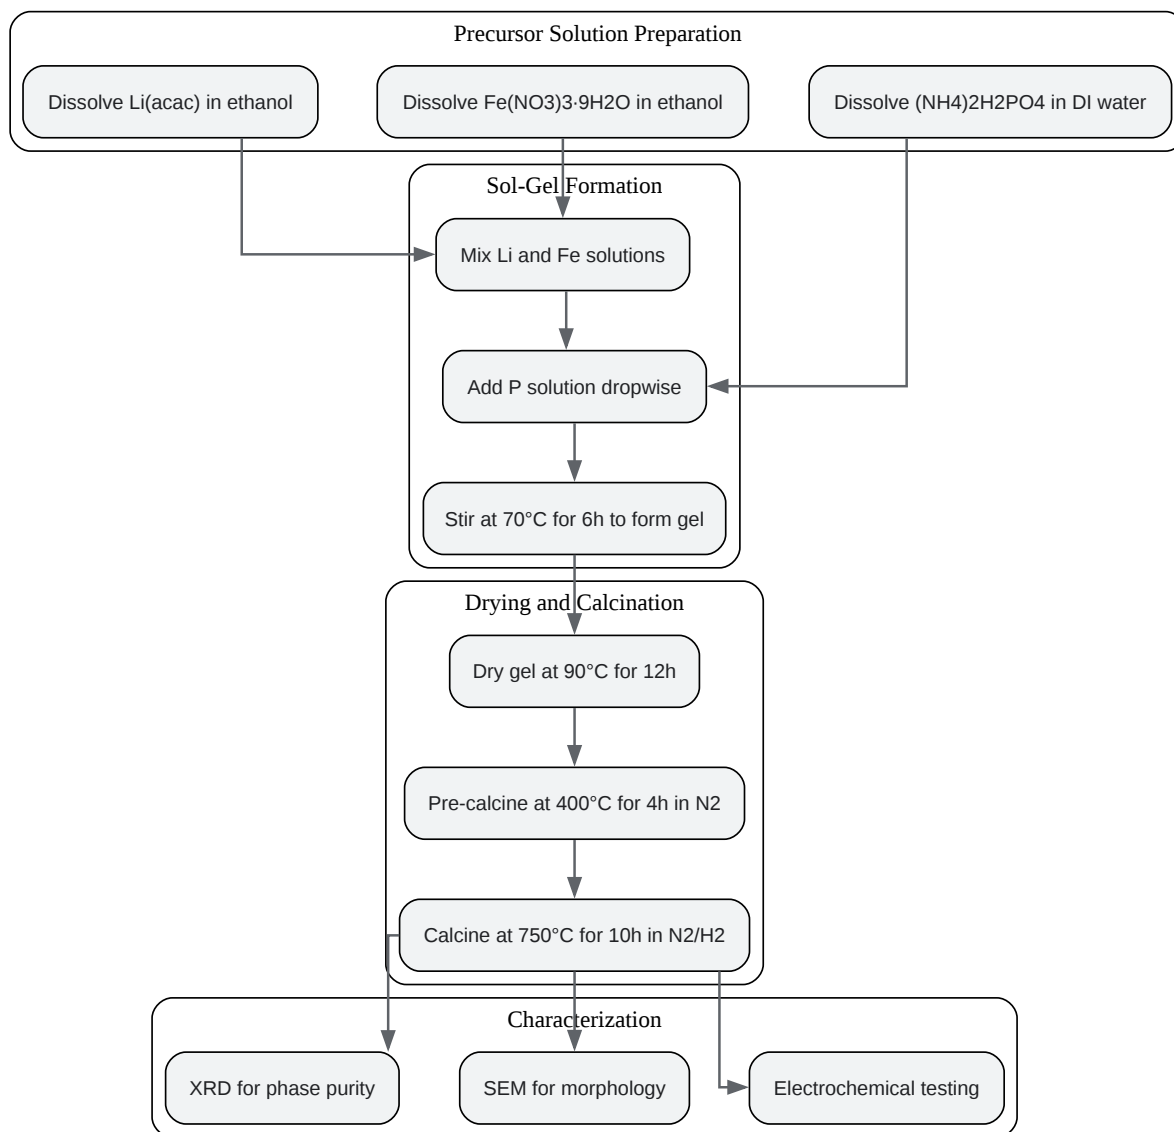 Precursor Solution Preparation
Dissolve Li(acac) in ethanol
Dissolve Fe(NO3)3·9H2O in ethanol
Dissolve (NH4)2H2PO4 in DI water
Sol-Gel Formation
Mix Li and Fe solutions
Add P solution dropwise
Stir at 70°C for 6h to form gel
Drying and Calcination
Dry gel at 90°C for 12h
Pre-calcine at 400°C for 4h in N2
Calcine at 750°C for 10h in N2/H2
Characterization
XRD for phase purity
SEM for morphology
Electrochemical testing